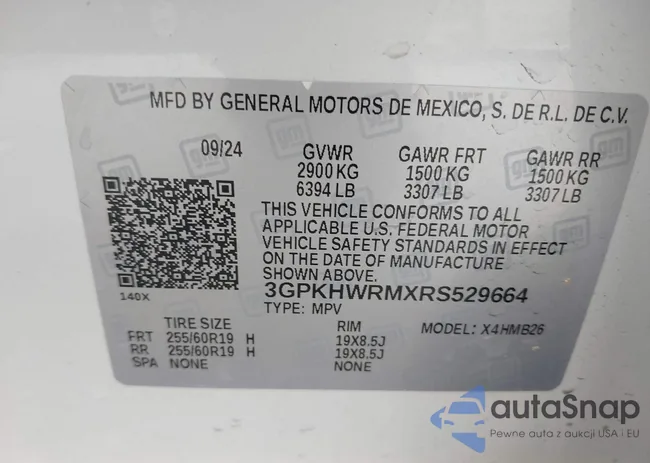 MFD BY GENERAL MOTORS DE MEXICO, S. DE R.L. DE C.V.
09/24 GVWR GAWR FRT GAWR RR
2900 KG 1500 KG 1500 KG
6394 LB 3307 LB 3307 LB
THIS VEHICLE CONFORMS TO ALL
APPLICABLE U.S. FEDERAL MOTOR
VEHICLE SAFETY STANDARDS IN EFFECT
ON THE DATE OF MANUFACTURE
SHOWN ABOVE.
3GPKHWRMXRS529664
140X TYPE: MPV MODEL: X4HMB26
TIRE SIZE RIM
FRT 255/60R19 H 19X8.5J
RR 255/60R19 H 19X8.5J
SPA NONE NONE
gm
autaSnap
Pewne auta z aukcji USA i EU